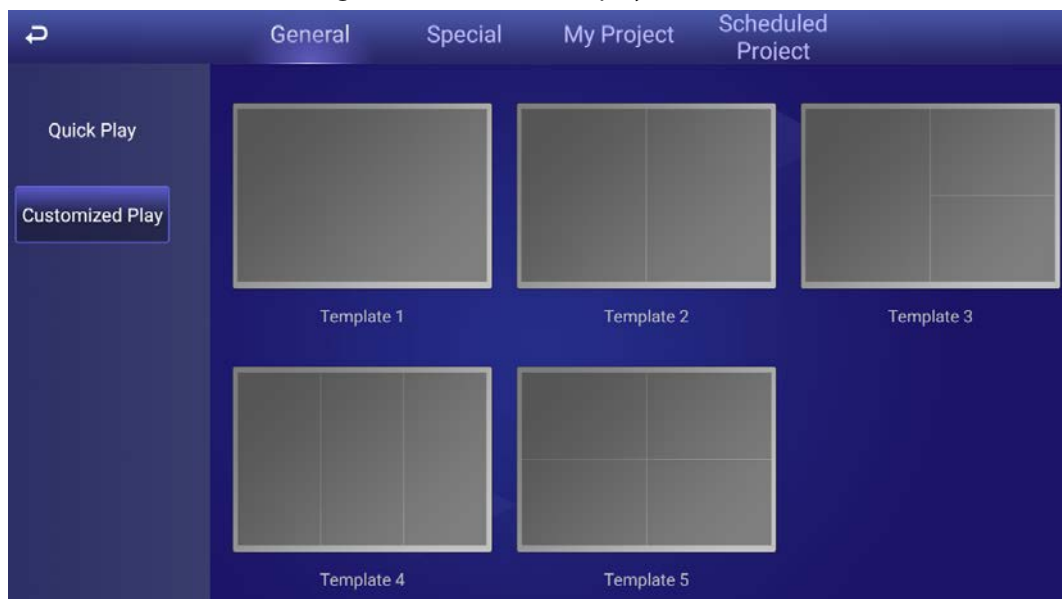 General
Special
My Project
Scheduled
Project
Quick Play
Customized Play
Template 1
Template 2
Template 3
Template 4
Template 5